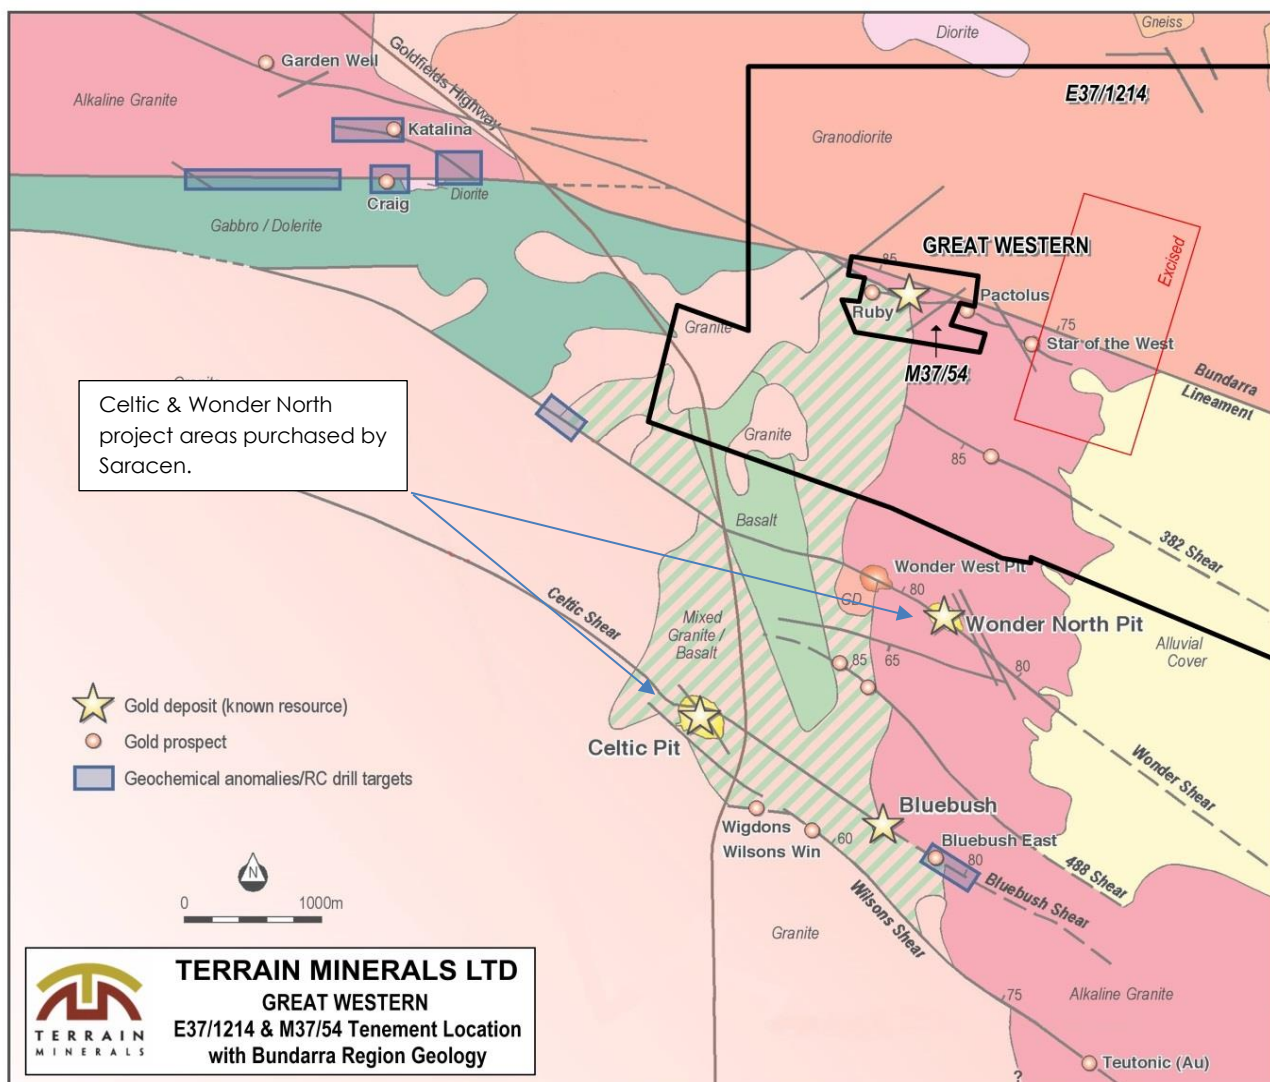 Gneiss
Diorite
Garden Well
Goldfields Highway
E37/1214
Alkaline Granite
Katalina
Granodiorite
Diorite
Craig
Gabbro / Dolerite
GREAT WESTERN
Excised
85
Pactolus
Ruby
Granite
75
Star of the West
M37/54
Bundarra
Lineament
Celtic & Wonder North
project areas purchased by
Saracen.
Granite
85
Basalt
382 Shear
Wonder West Pit
80
GD
Celtic Shear
Mixed
Granite /
Basalt
Wonder North Pit
Alluvial
Cover
85
65
80
Gold deposit (known resource)
Gold prospect
Geochemical anomalies/RC drill targets
Celtic Pit
Wonder Shear
Bluebush
Wigdons
Wilsons Win
60
Bluebush East
80
Bluebush Shear
488 Shear
Wilsons Shear
N
0
1000m
Granite
75
Alkaline Granite
Teutonic (Au)
?
TERRAIN
MINERALS
TERRAIN MINERALS LTD
GREAT WESTERN
E37/1214 & M37/54 Tenement Location
with Bundarra Region Geology